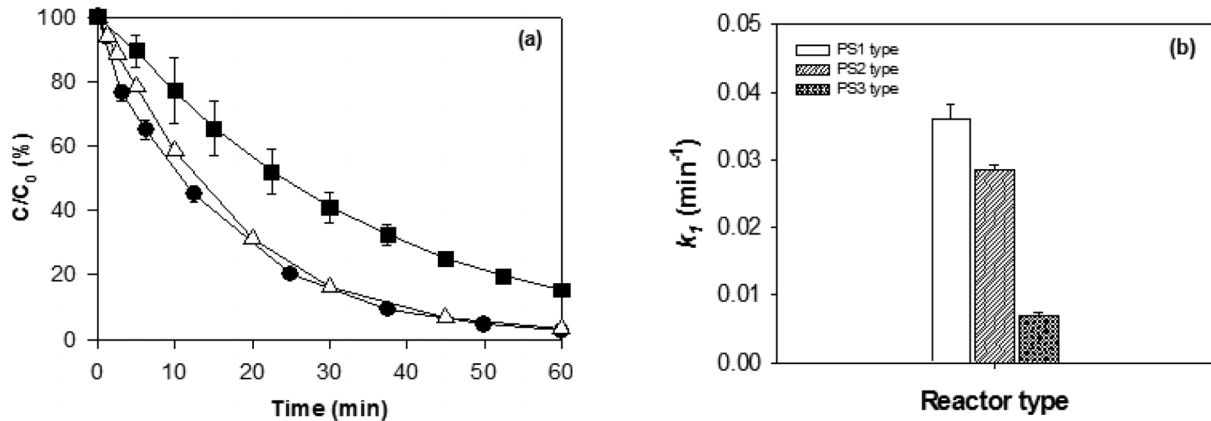 (a)
C/C0 (%)
100
80
60
40
20
0
0 10 20 30 40 50 60
Time (min)
(b)
PS1 type
PS2 type
PS3 type
k1 (min-1)
0.05
0.04
0.03
0.02
0.01
0.00
Reactor type